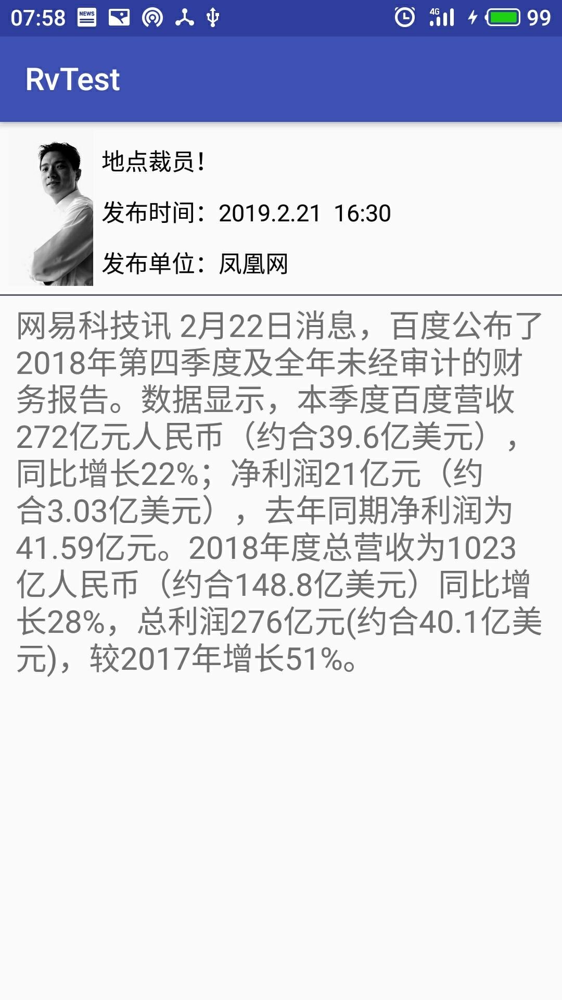 07:58 NEWS 4G 99
RvTest
地点裁员！
发布时间：2019.2.21  16:30
发布单位：凤凰网
网易科技讯 2月22日消息，百度公布了
2018年第四季度及全年未经审计的财
务报告。数据显示，本季度百度营收
272亿元人民币（约合39.6亿美元），
同比增长22%；净利润21亿元（约
合3.03亿美元），去年同期净利润为
41.59亿元。2018年度总营收为1023
亿人民币（约合148.8亿美元）同比增
长28%，总利润276亿元(约合40.1亿美
元)，较2017年增长51%。